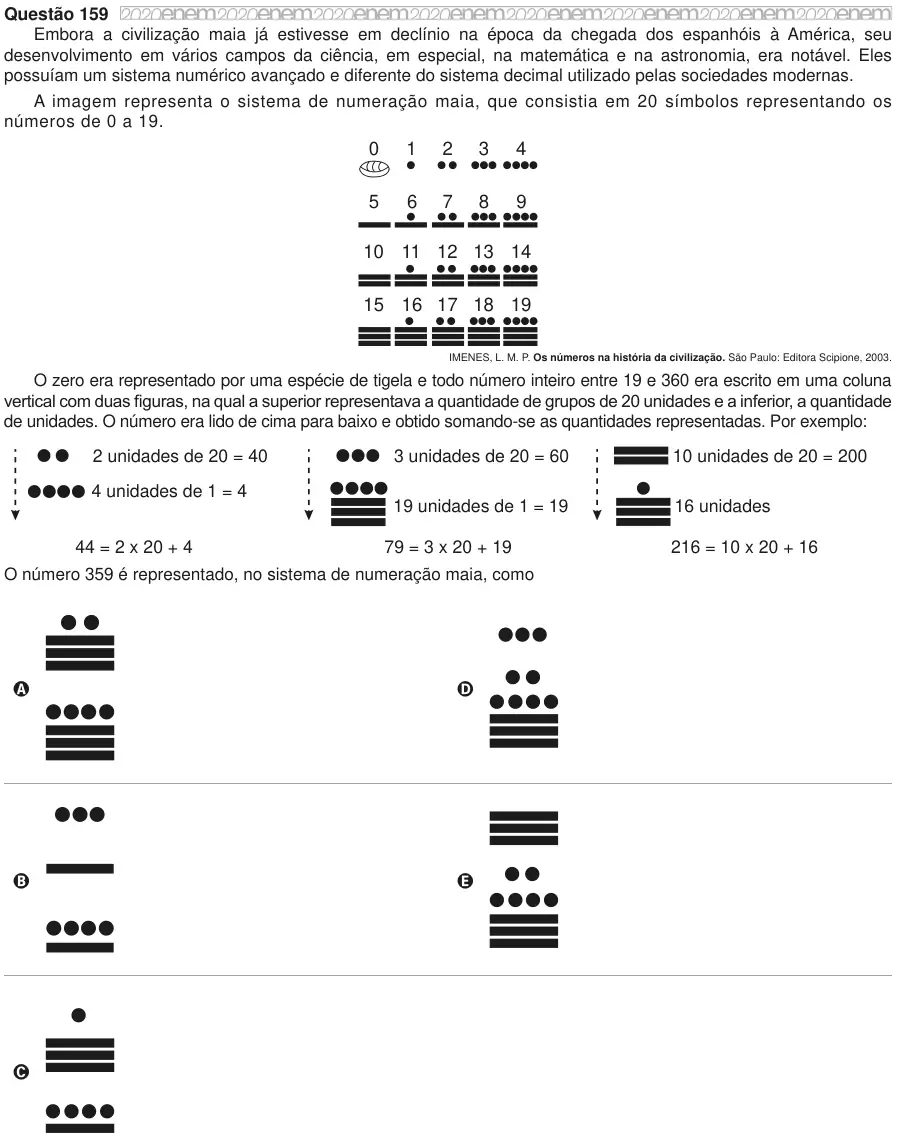 Questão 159 2020enem2020enem2020enem2020enem2020enem2020enem2020enem2020enem2020enem2020enem
Embora a civilização maia já estivesse em declínio na época da chegada dos espanhóis à América, seu
desenvolvimento em vários campos da ciência, em especial, na matemática e na astronomia, era notável. Eles
possuíam um sistema numérico avançado e diferente do sistema decimal utilizado pelas sociedades modernas.
A imagem representa o sistema de numeração maia, que consistia em 20 símbolos representando os
números de 0 a 19.
0 1 2 3 4
5 6 7 8 9
10 11 12 13 14
15 16 17 18 19
IMENES, L. M. P. Os números na história da civilização. São Paulo: Editora Scipione, 2003.
O zero era representado por uma espécie de tigela e todo número inteiro entre 19 e 360 era escrito em uma coluna
vertical com duas figuras, na qual a superior representava a quantidade de grupos de 20 unidades e a inferior, a quantidade
de unidades. O número era lido de cima para baixo e obtido somando-se as quantidades representadas. Por exemplo:
2 unidades de 20 = 40
4 unidades de 1 = 4
44 = 2 x 20 + 4
3 unidades de 20 = 60
19 unidades de 1 = 19
79 = 3 x 20 + 19
10 unidades de 20 = 200
16 unidades
216 = 10 x 20 + 16
O número 359 é representado, no sistema de numeração maia, como
A
B
C
D
E